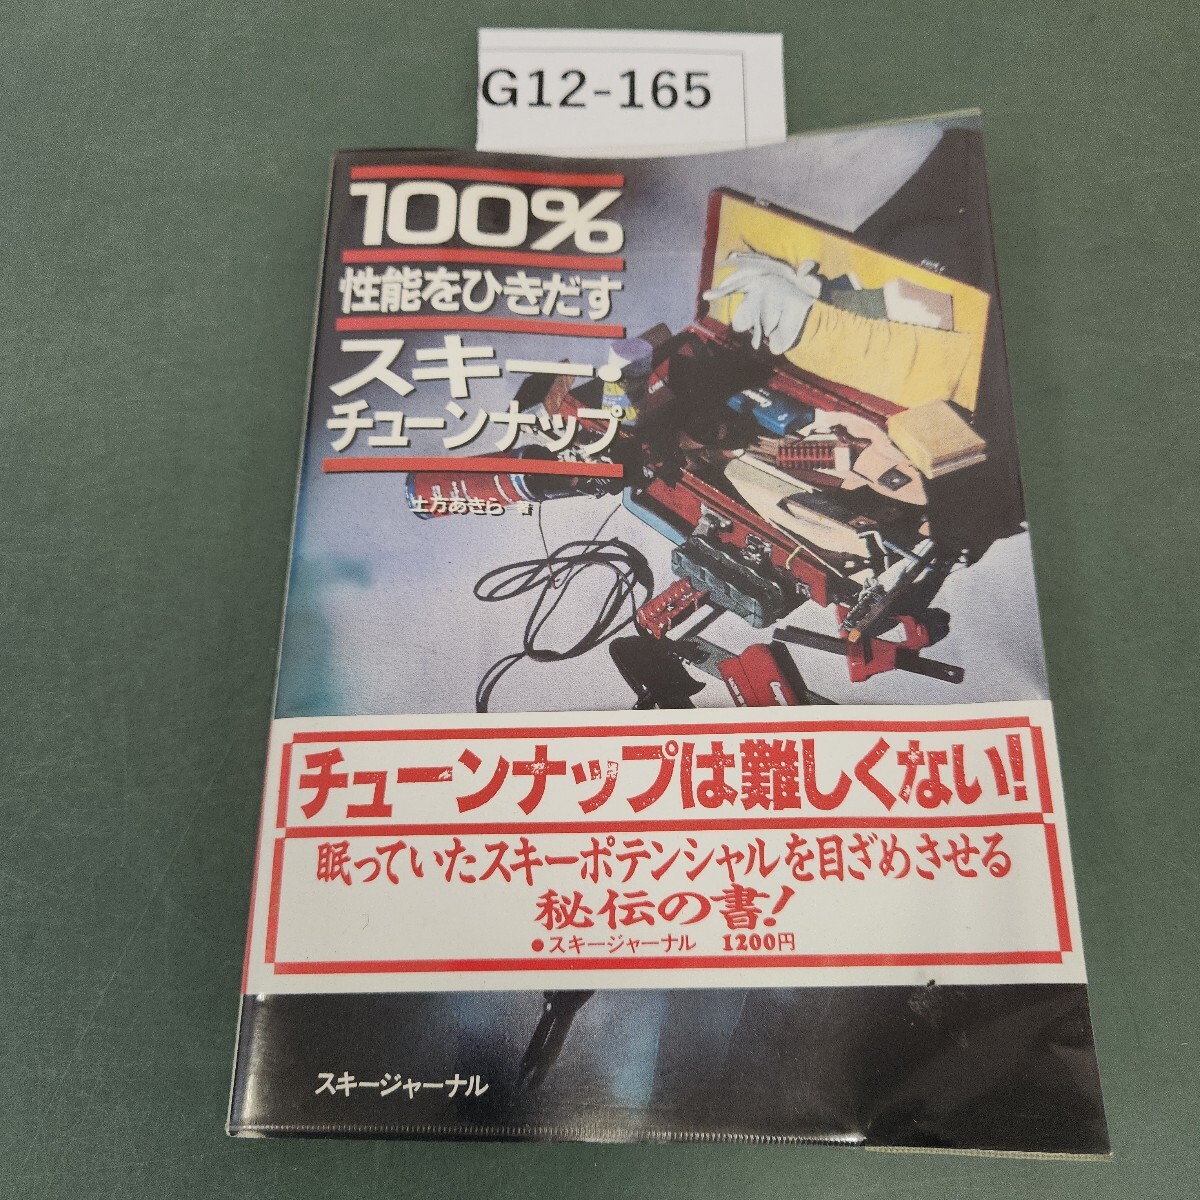 G12-165
100%
性能をひきだす
スキー・
チューンナップ
土方あきら 著
チューンナップは難しくない!
眠っていたスキーポテンシャルを目ざめさせる
秘伝の書!
●スキージャーナル 1200円
スキージャーナル